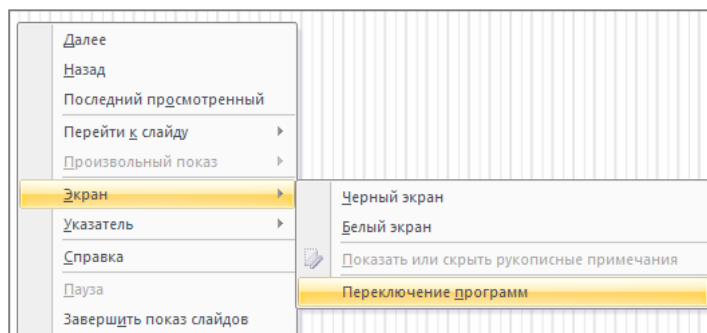 Далее
Назад
Последний просмотренный
Перейти к слайду
Произвольный показ
Экран
Указатель
Справка
Пауза
Завершить показ слайдов
Черный экран
Белый экран
Показать или скрыть рукописные примечания
Переключение программ